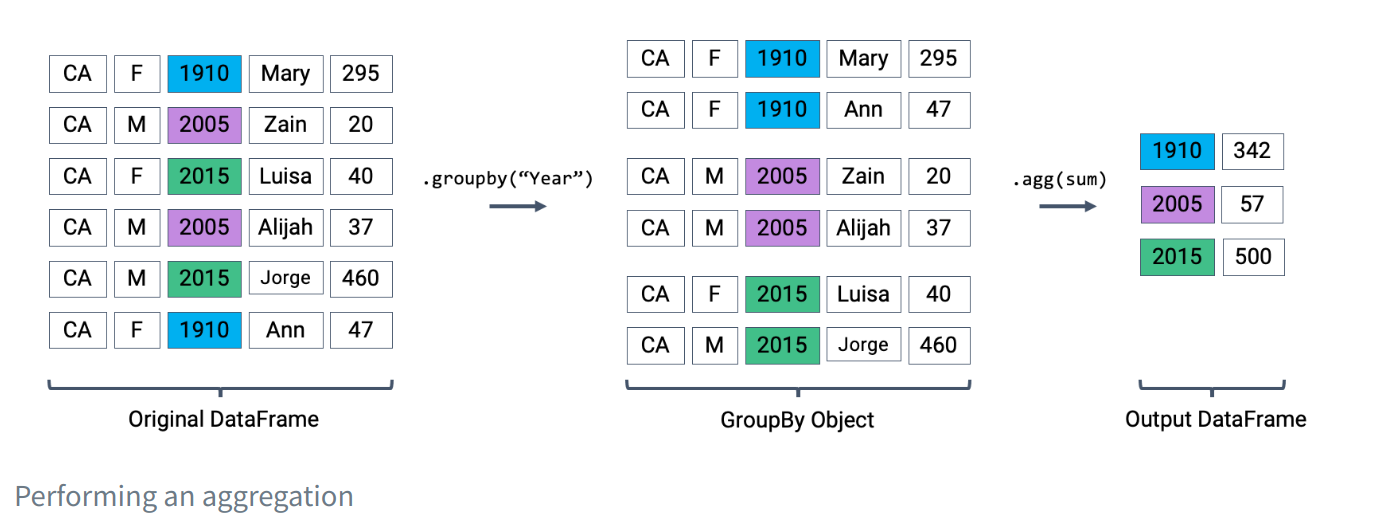 CA F 1910 Mary 295
CA M 2005 Zain 20
CA F 2015 Luisa 40
CA M 2005 Alijah 37
CA M 2015 Jorge 460
CA F 1910 Ann 47
Original DataFrame
.groupby(“Year”)
CA F 1910 Mary 295
CA F 1910 Ann 47
CA M 2005 Zain 20
CA M 2005 Alijah 37
CA F 2015 Luisa 40
CA M 2015 Jorge 460
GroupBy Object
.agg(sum)
1910 342
2005 57
2015 500
Output DataFrame
Performing an aggregation